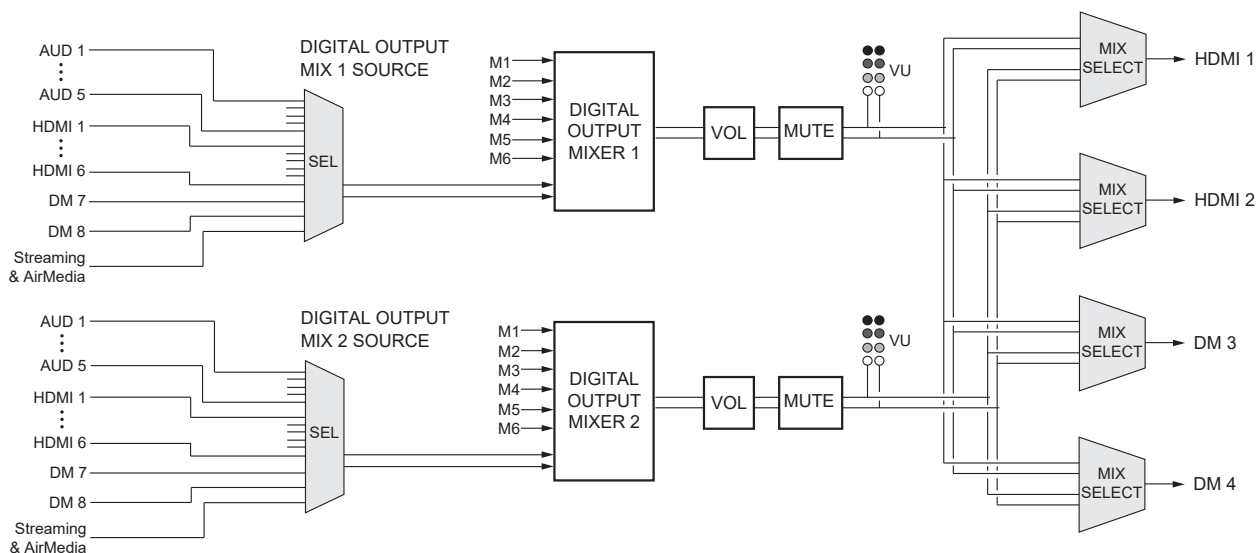 AUD 1
AUD 5
HDMI 1
HDMI 6
DM 7
DM 8
Streaming
& AirMedia
DIGITAL OUTPUT
MIX 1 SOURCE
SEL
M1
M2
M3
M4
M5
M6
DIGITAL
OUTPUT
MIXER 1
VOL
MUTE
VU
MIX
SELECT
HDMI 1
MIX
SELECT
HDMI 2
AUD 1
AUD 5
HDMI 1
HDMI 6
DM 7
DM 8
Streaming
& AirMedia
DIGITAL OUTPUT
MIX 2 SOURCE
SEL
M1
M2
M3
M4
M5
M6
DIGITAL
OUTPUT
MIXER 2
VOL
MUTE
VU
MIX
SELECT
DM 3
MIX
SELECT
DM 4